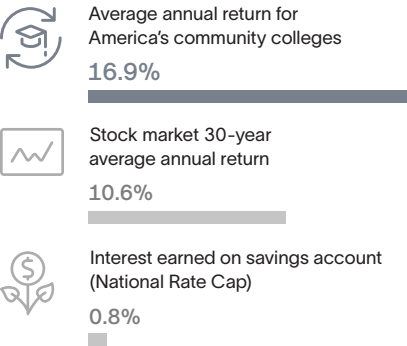 Average annual return for
America's community colleges
16.9%
Stock market 30-year
average annual return
10.6%
Interest earned on savings account
(National Rate Cap)
0.8%